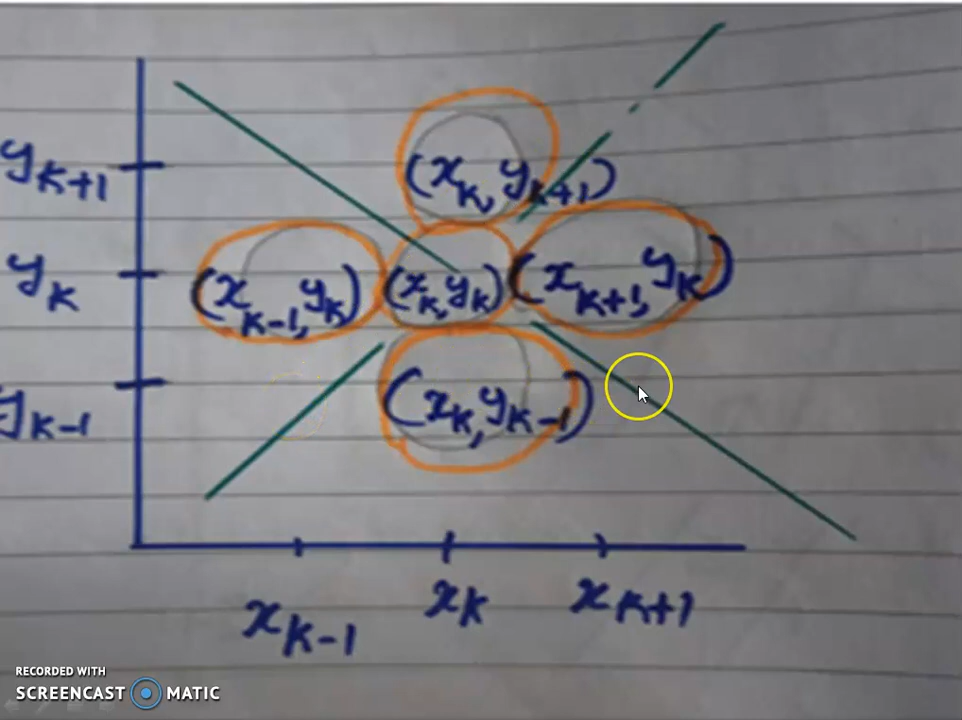 y_{k+1}
(x_k, y_{k+1})
y_k
(x_{k-1}, y_k) (x_k, y_k) (x_{k+1}, y_k)
y_{k-1}
(x_k, y_{k-1})
x_{k-1} x_k x_{k+1}
RECORDED WITH
SCREENCAST MATIC